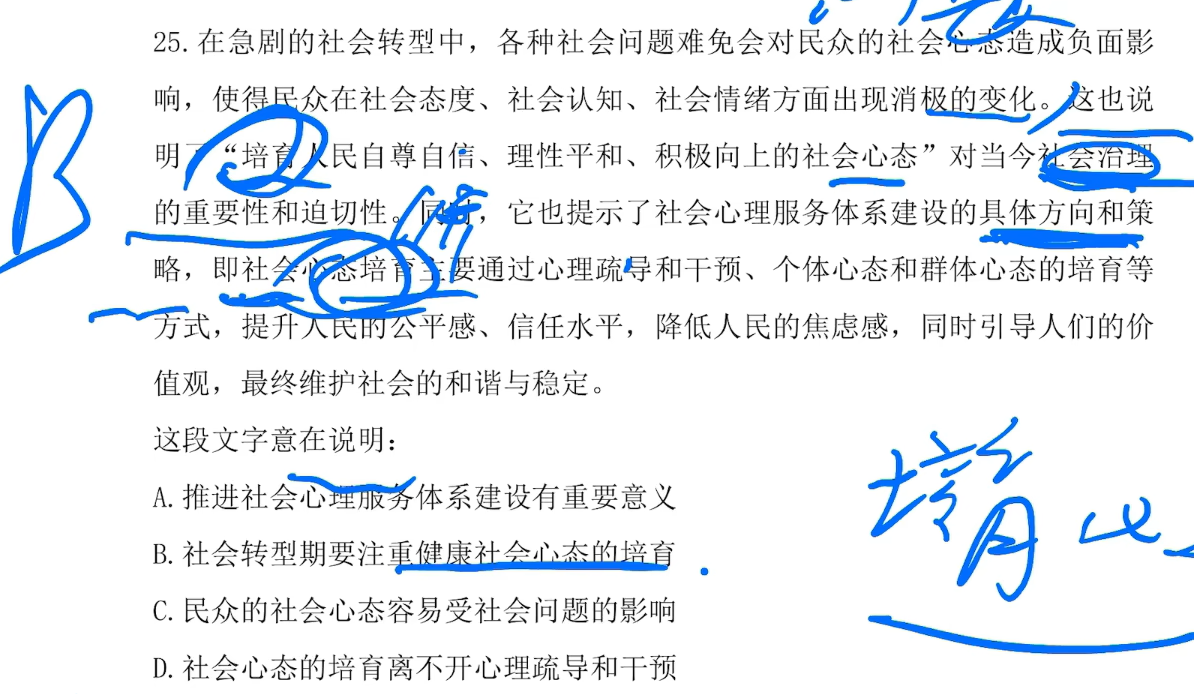 25.在急剧的社会转型中，各种社会问题难免会对民众的社会心态造成负面影
响，使得民众在社会态度、社会认知、社会情绪方面出现消极的变化。这也说
明了“培育人民自尊自信、理性平和、积极向上的社会心态”对当今社会治理
的重要性和迫切性。同时，它也提示了社会心理服务体系建设的具体方向和策
略，即社会心态培育主要通过心理疏导和干预、个体心态和群体心态的培育等
方式，提升人民的公平感、信任水平，降低人民的焦虑感，同时引导人们的价
值观，最终维护社会的和谐与稳定。
这段文字意在说明：
A.推进社会心理服务体系建设有重要意义
B.社会转型期要注重健康社会心态的培育
C.民众的社会心态容易受社会问题的影响
D.社会心态的培育离不开心理疏导和干预
B
培育